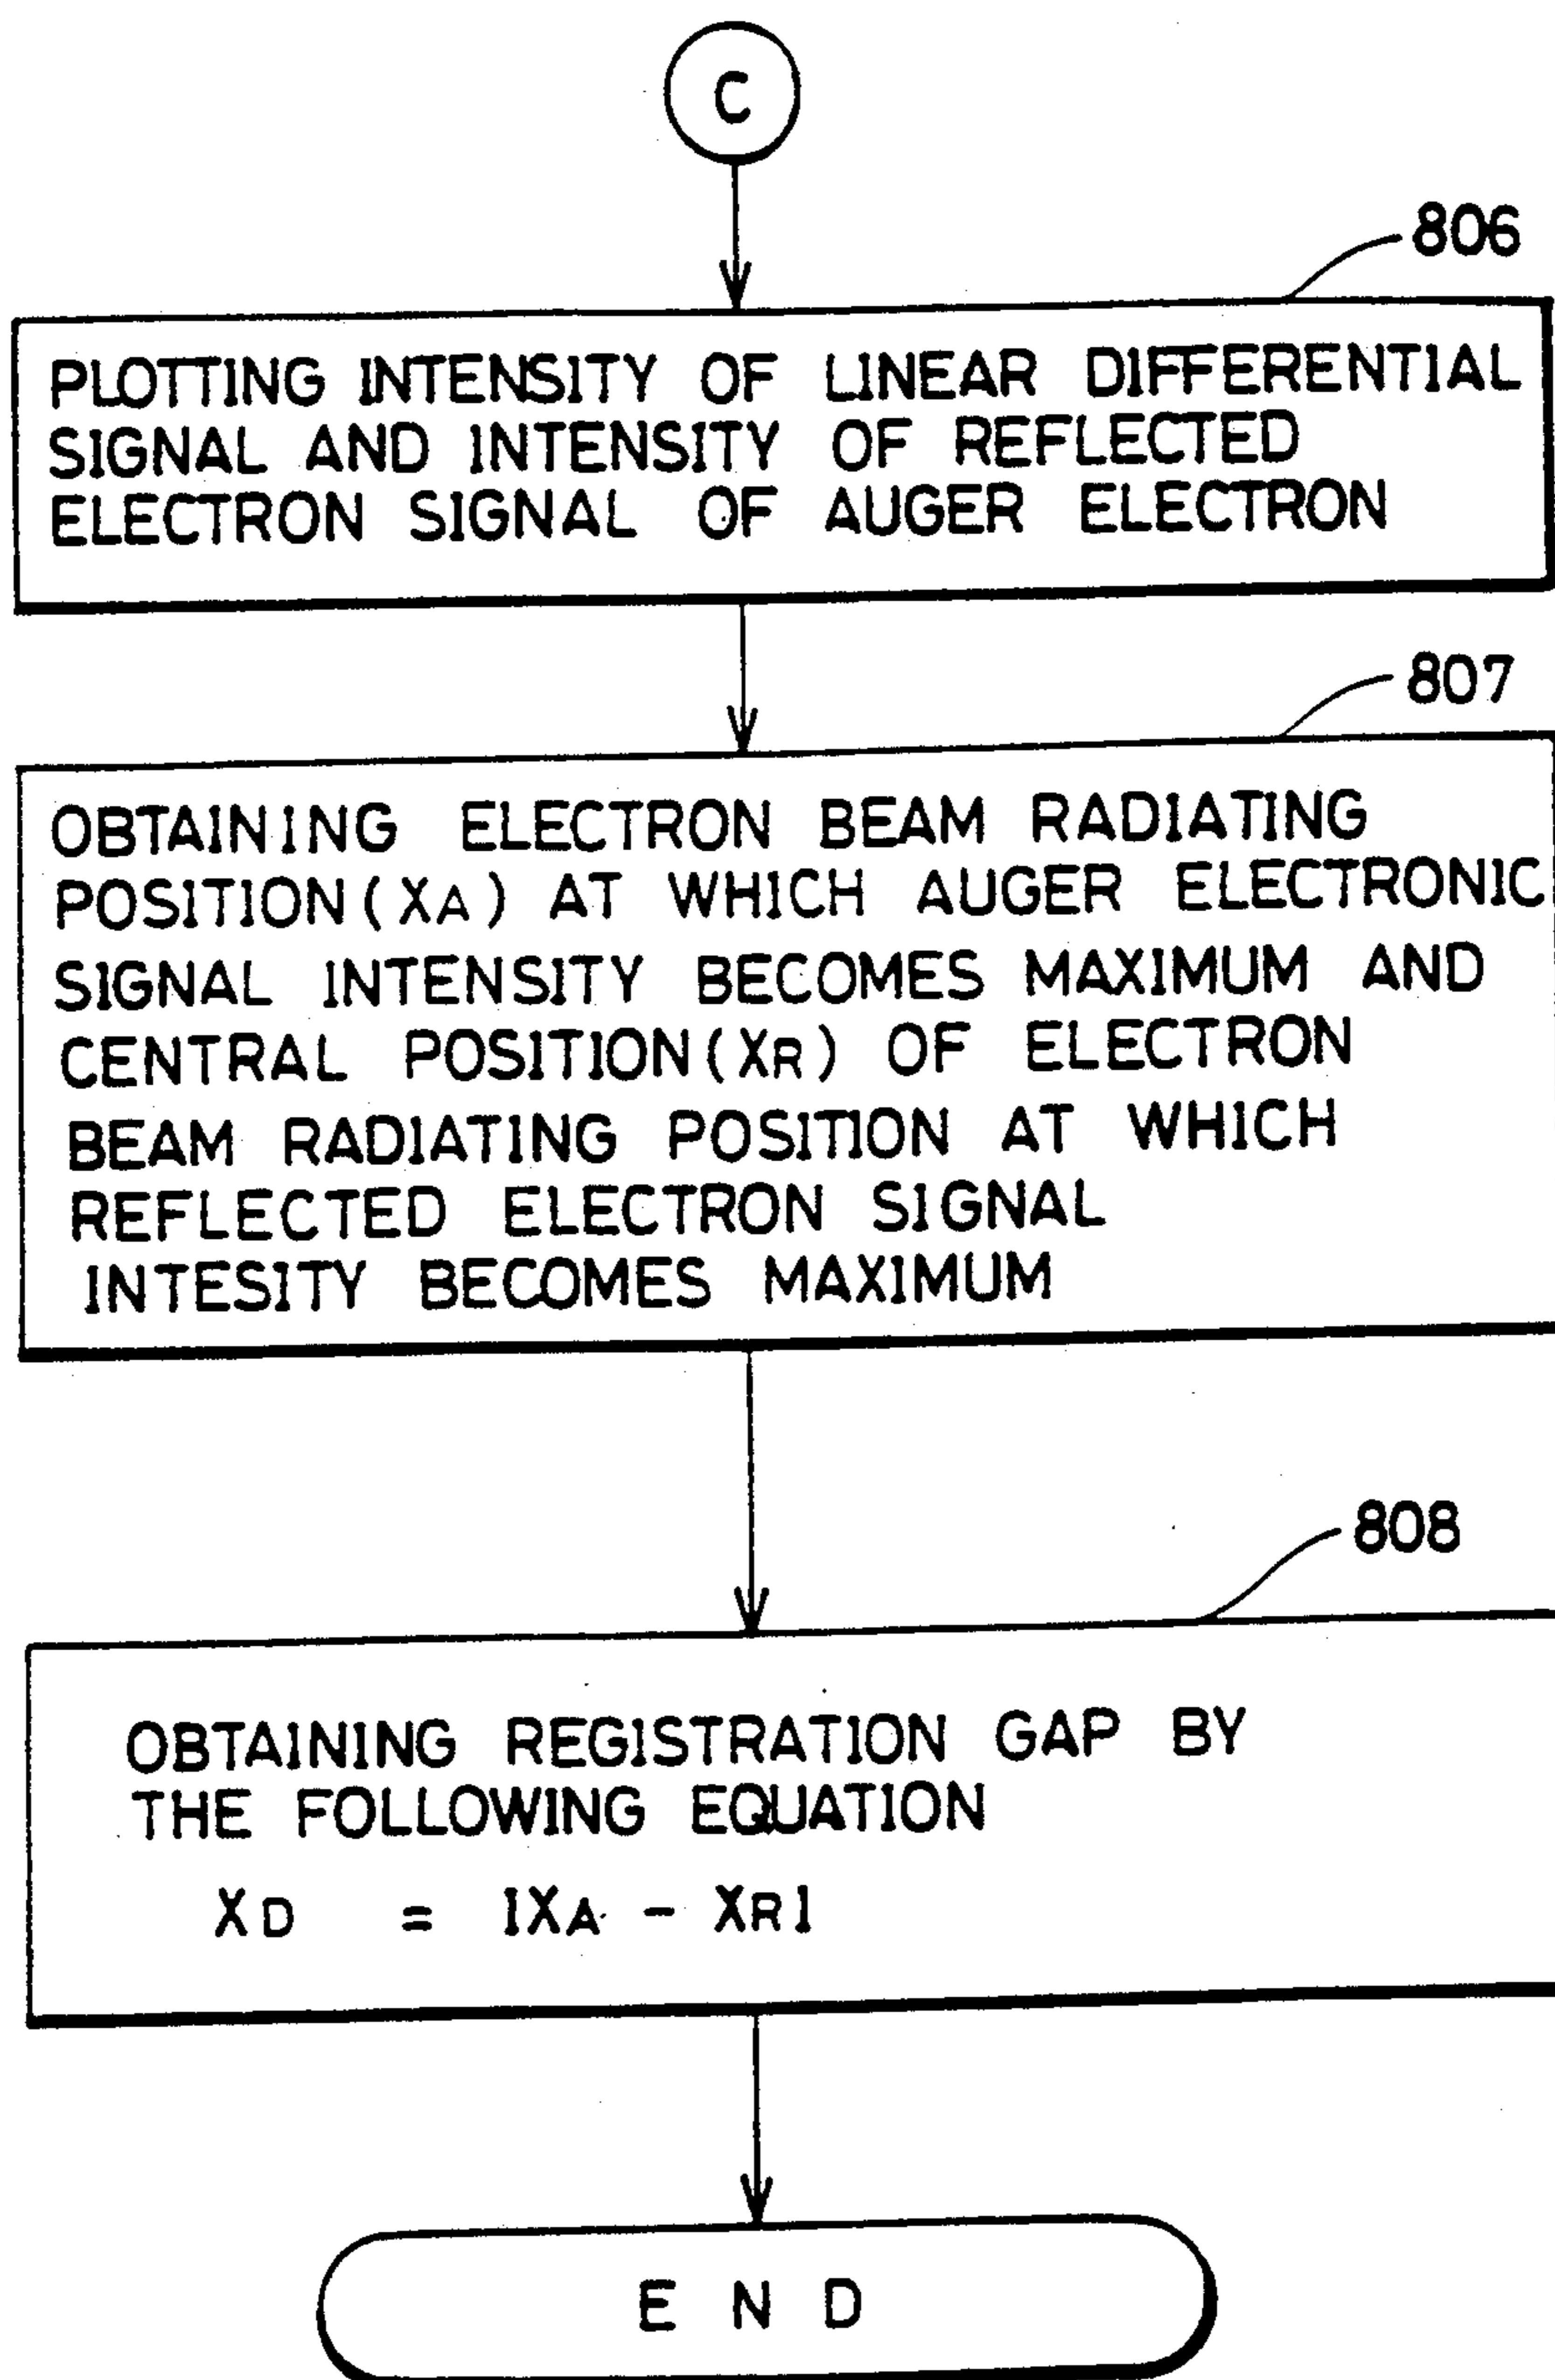 C
806
PLOTTING INTENSITY OF LINEAR DIFFERENTIAL
SIGNAL AND INTENSITY OF REFLECTED
ELECTRON SIGNAL OF AUGER ELECTRON
807
OBTAINING ELECTRON BEAM RADIATING
POSITION(XA) AT WHICH AUGER ELECTRONIC
SIGNAL INTENSITY BECOMES MAXIMUM AND
CENTRAL POSITION(XR) OF ELECTRON
BEAM RADIATING POSITION AT WHICH
REFLECTED ELECTRON SIGNAL
INTESITY BECOMES MAXIMUM
808
OBTAINING REGISTRATION GAP BY
THE FOLLOWING EQUATION
XD = |XA - XR|
END